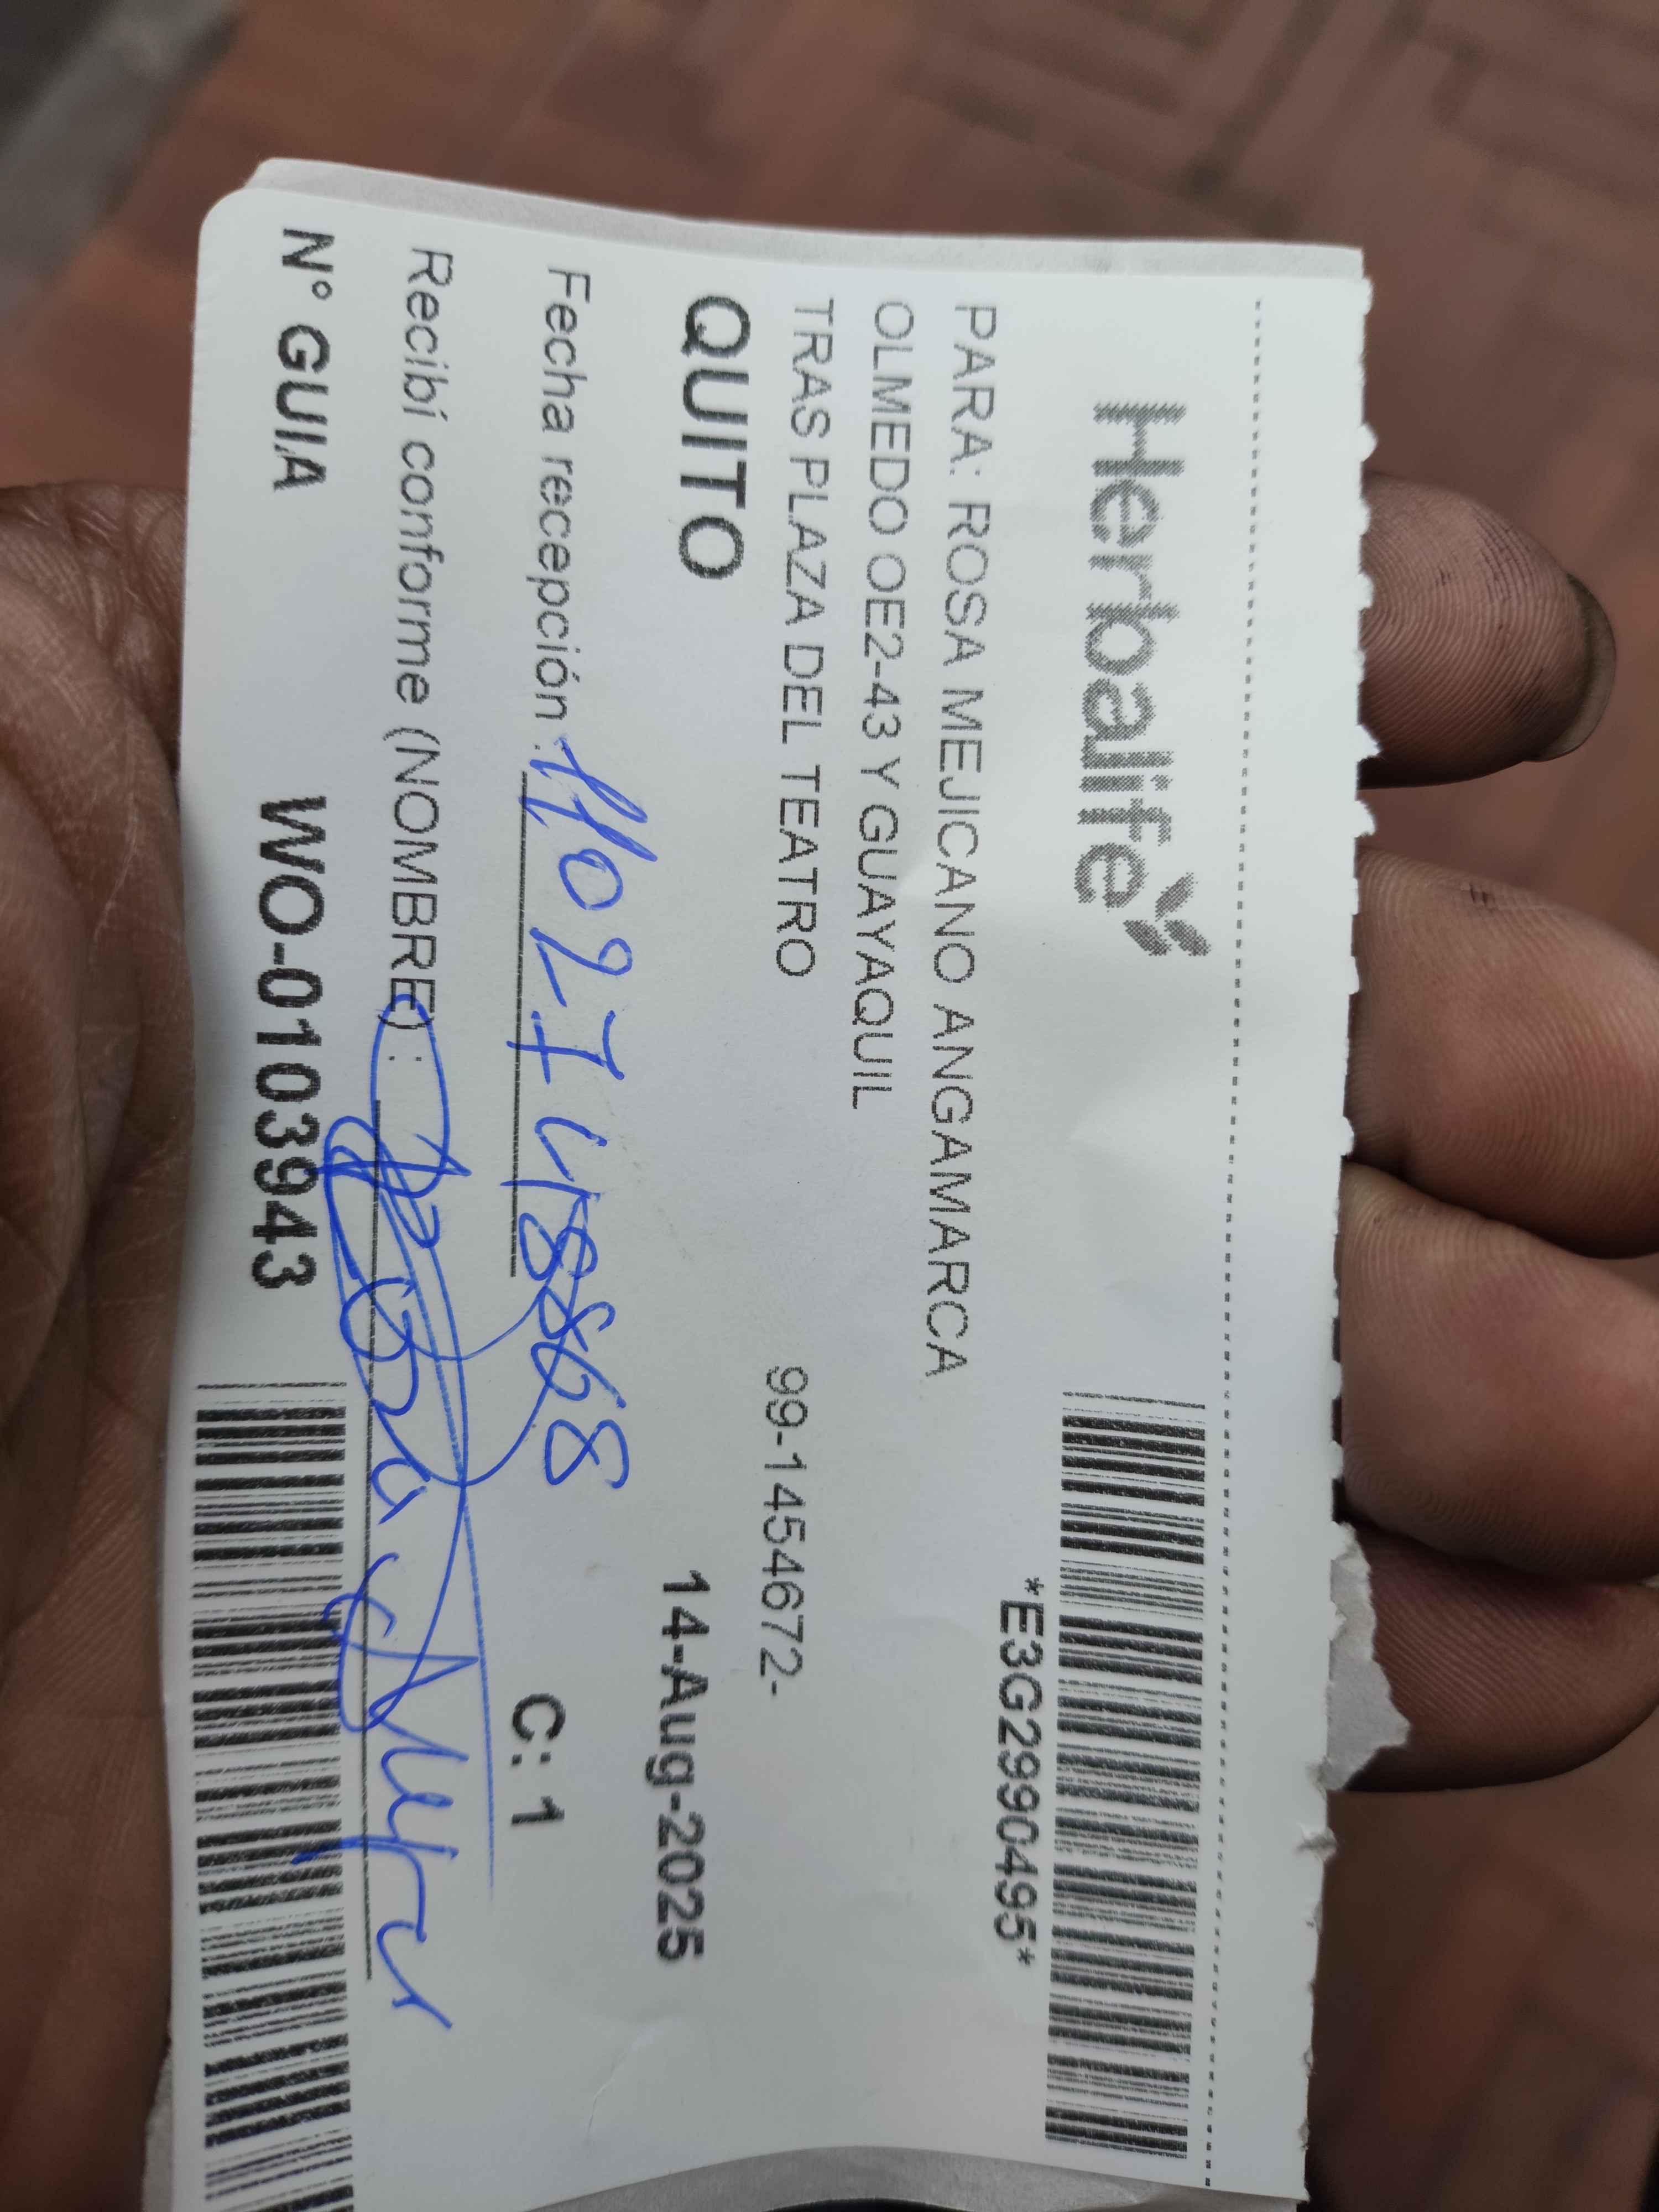 Herbalife
*E3G2990495*
PARA: ROSA MEJICANO ANGAMARCA
OLMEDO OE2-43 Y GUAYAQUIL
TRAS PLAZA DEL TEATRO 99-1454672-
QUITO 14-Aug-2025
Fecha recepción: C: 1
Recibí conforme (NOMBRE):
N° GUIA WO-0103943